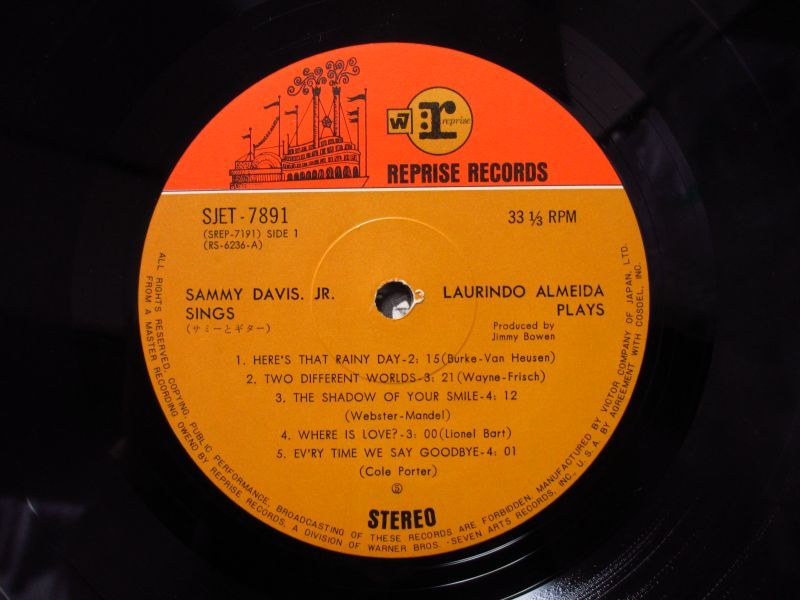 W7 r: reprise
REPRISE RECORDS
SJET-7891
(SREP-7191) SIDE 1
(RS-6236-A)
33 1/3 RPM
SAMMY DAVIS. JR.
SINGS
(サミーとギター)
LAURINDO ALMEIDA
PLAYS
Produced by
Jimmy Bowen
1. HERE'S THAT RAINY DAY-2: 15(Burke-Van Heusen)
2. TWO DIFFERENT WORLDS-3: 21(Wayne-Frisch)
3. THE SHADOW OF YOUR SMILE-4: 12
(Webster-Mandel)
4. WHERE IS LOVE?-3: 00(Lionel Bart)
5. EV'RY TIME WE SAY GOODBYE-4: 01
(Cole Porter)
Ⓢ
STEREO
ALL RIGHTS RESERVED, COPYING, PUBLIC PERFORMANCE, BROADCASTING OF THESE RECORDS ARE FORBIDDEN. MANUFACTURED BY VICTOR COMPANY OF JAPAN, LTD.
FROM A MASTER RECORDING OWEND BY REPRISE RECORDS, A DIVISION OF WARNER BROS. -SEVEN ARTS RECORDS, INC., U.S.A. BY AGREEMENT WITH COSDEL, INC.